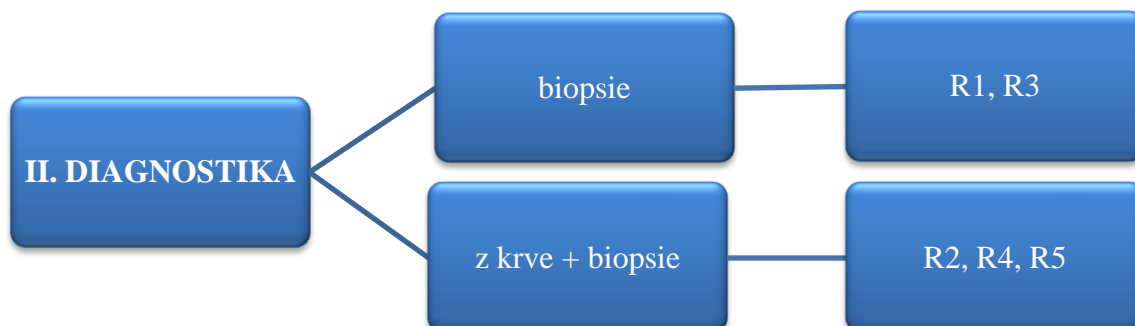 II. DIAGNOSTIKA
biopsie
R1, R3
z krve + biopsie
R2, R4, R5